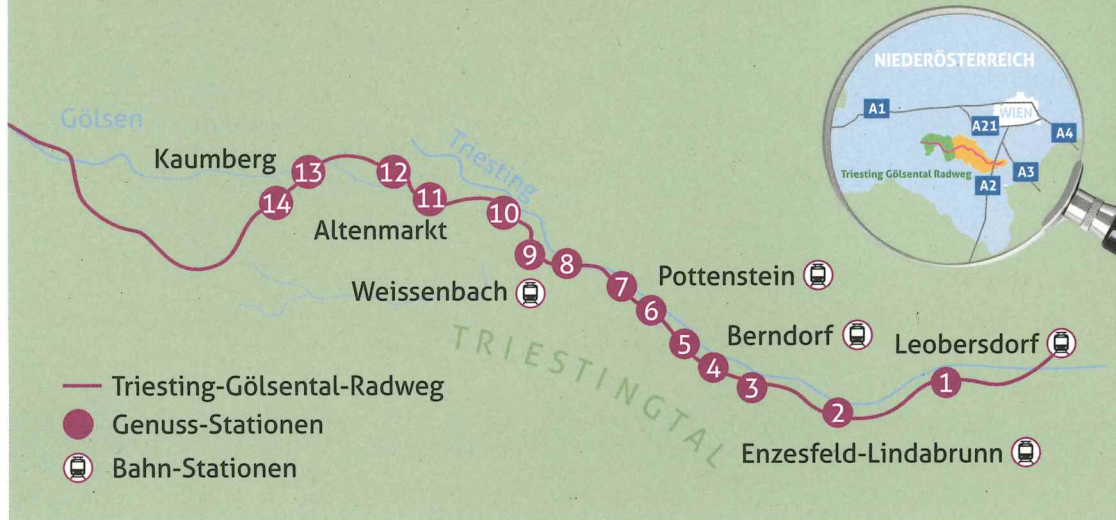 NIEDERÖSTERREICH
A1
WIEN
A21
A4
Triesting Gölsental Radweg
A2
A3
Gölsen
Triesting
Kaumberg
13
12
14
11
10
Altenmarkt
9
8
Weissenbach
7
Pottenstein
6
5
Berndorf
4
Leobersdorf
3
1
2
TRIESTINGTAL
Enzesfeld-Lindabrunn
Triesting-Gölsental-Radweg
Genuss-Stationen
Bahn-Stationen